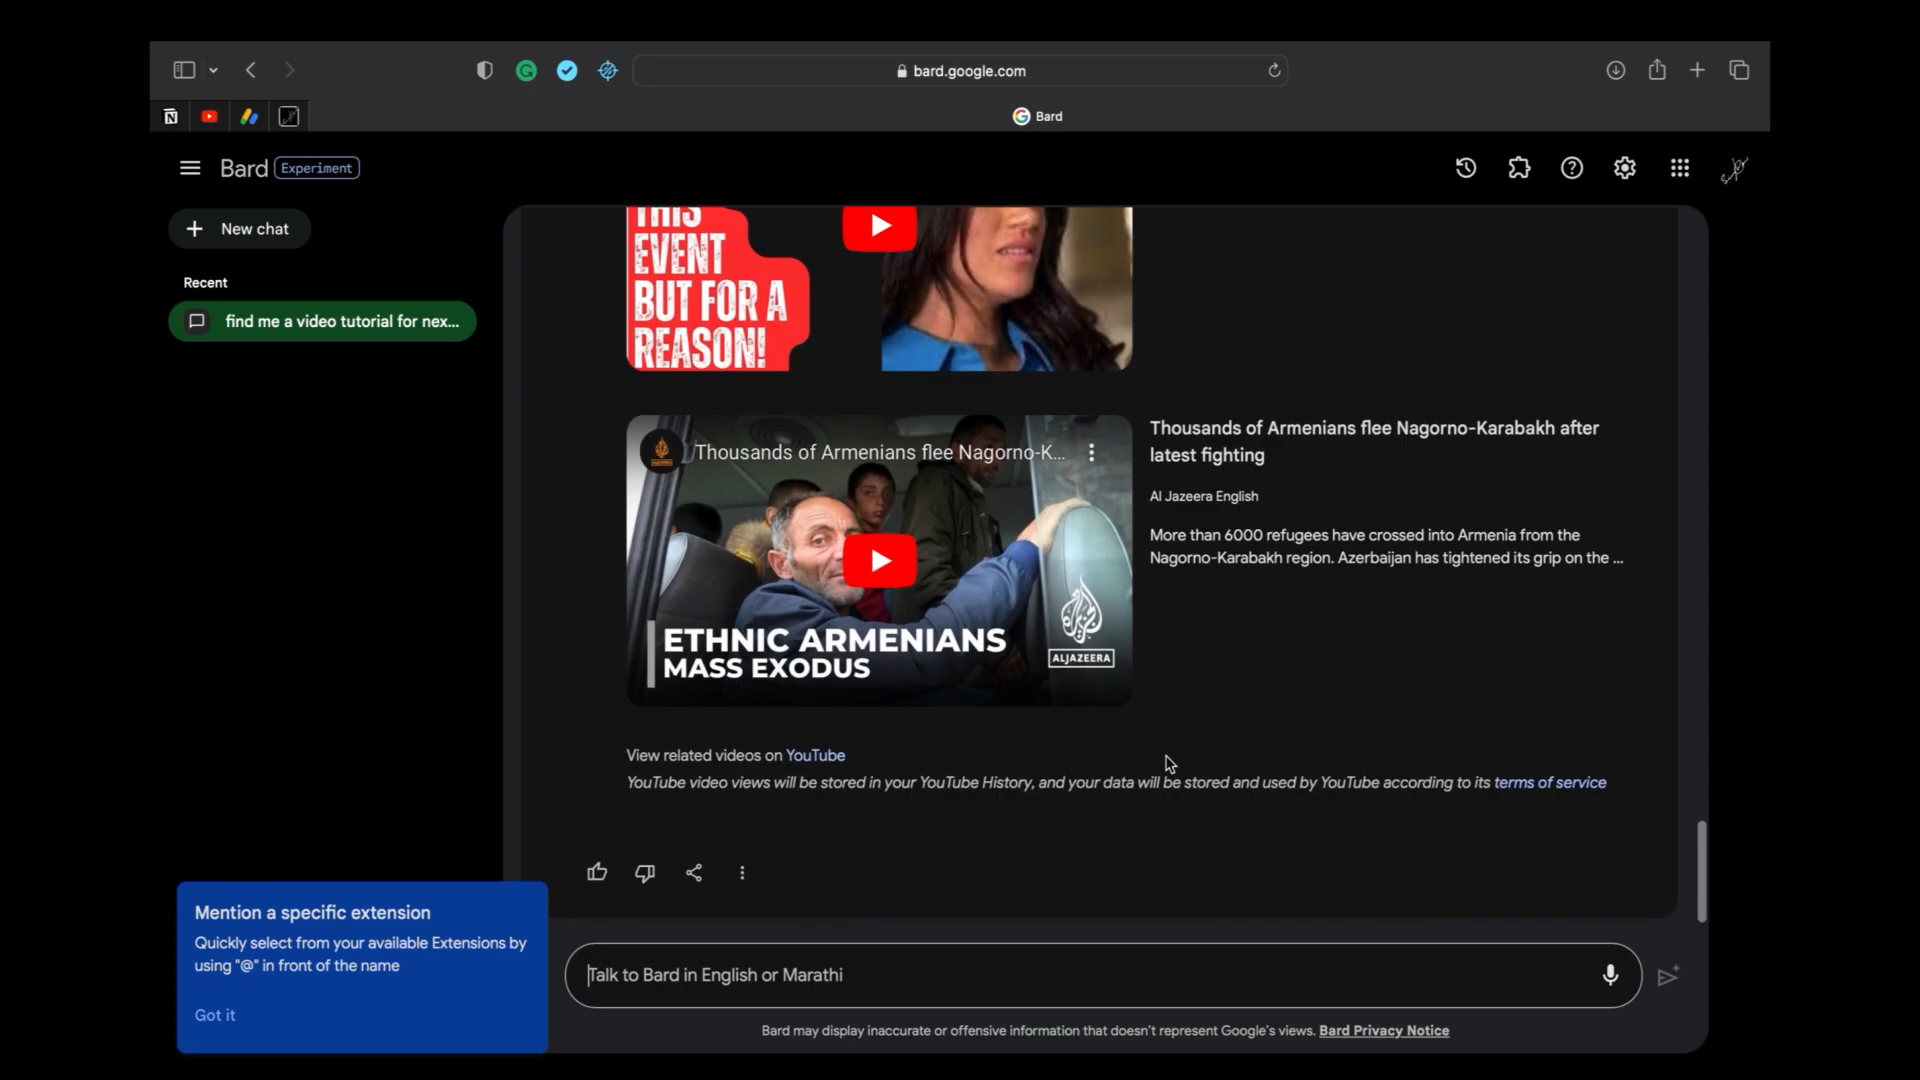 bard.google.com
Bard
Bard Experiment
New chat
Recent
find me a video tutorial for nex...
THIS
EVENT
BUT FOR A
REASON!
Thousands of Armenians flee Nagorno-K...
ETHNIC ARMENIANS
MASS EXODUS
ALJAZEERA
Thousands of Armenians flee Nagorno-Karabakh after
latest fighting
Al Jazeera English
More than 6000 refugees have crossed into Armenia from the
Nagorno-Karabakh region. Azerbaijan has tightened its grip on the ...
View related videos on YouTube
YouTube video views will be stored in your YouTube History, and your data will be stored and used by YouTube according to its terms of service
Mention a specific extension
Quickly select from your available Extensions by
using "@" in front of the name
Got it
Talk to Bard in English or Marathi
Bard may display inaccurate or offensive information that doesn't represent Google's views. Bard Privacy Notice